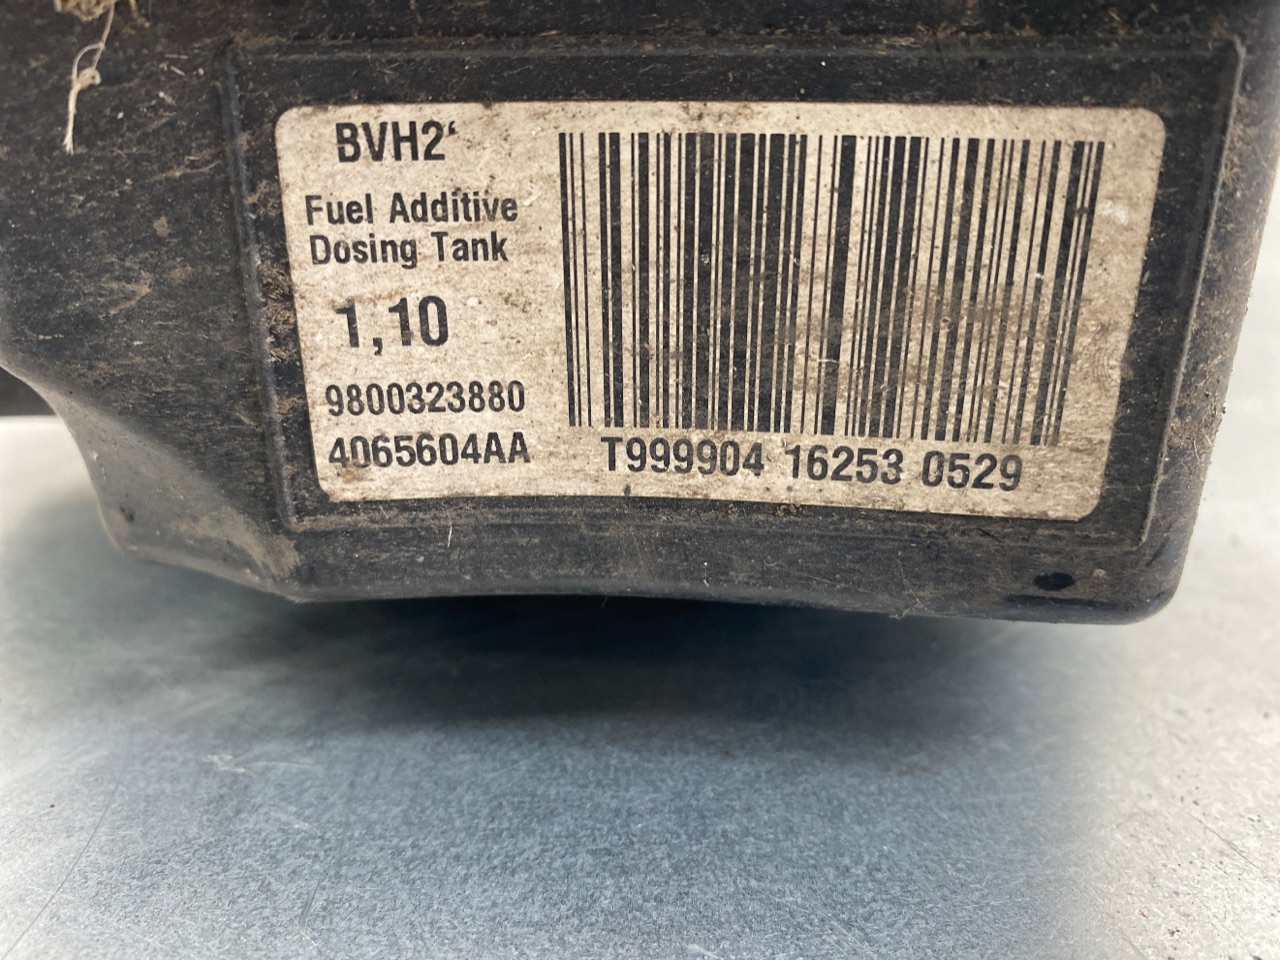 BVH2‘
Fuel Additive
Dosing Tank
1,10
9800323880
4065604AA
T999904 16253 0529